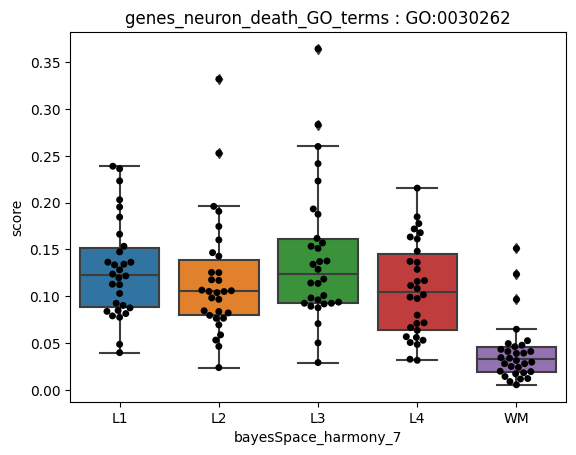 genes_neuron_death_GO_terms : GO:0030262
score
0.35
0.30
0.25
0.20
0.15
0.10
0.05
0.00
L1 L2 L3 L4 WM
bayesSpace_harmony_7